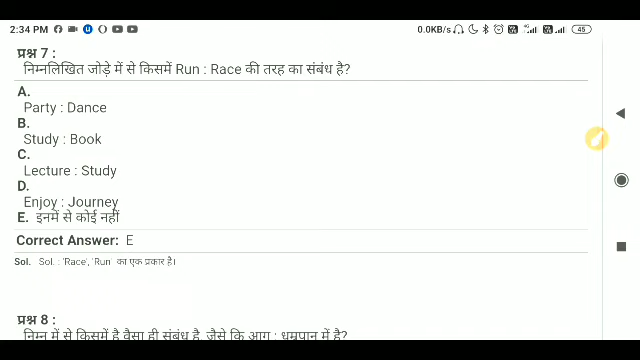 2:34 PM
0.0KB/s 4G 45
प्रश्न 7 :
निम्नलिखित जोड़े में से किसमें Run : Race की तरह का संबंध है?
A.
Party : Dance
B.
Study : Book
C.
Lecture : Study
D.
Enjoy : Journey
E. इनमें से कोई नहीं
Correct Answer: E
Sol. Sol. : 'Race', 'Run' का एक प्रकार है।
प्रश्न 8 :
निम्न में से किसमें है वैसा ही संबंध है, जैसे कि आग : धूम्रपान में है?